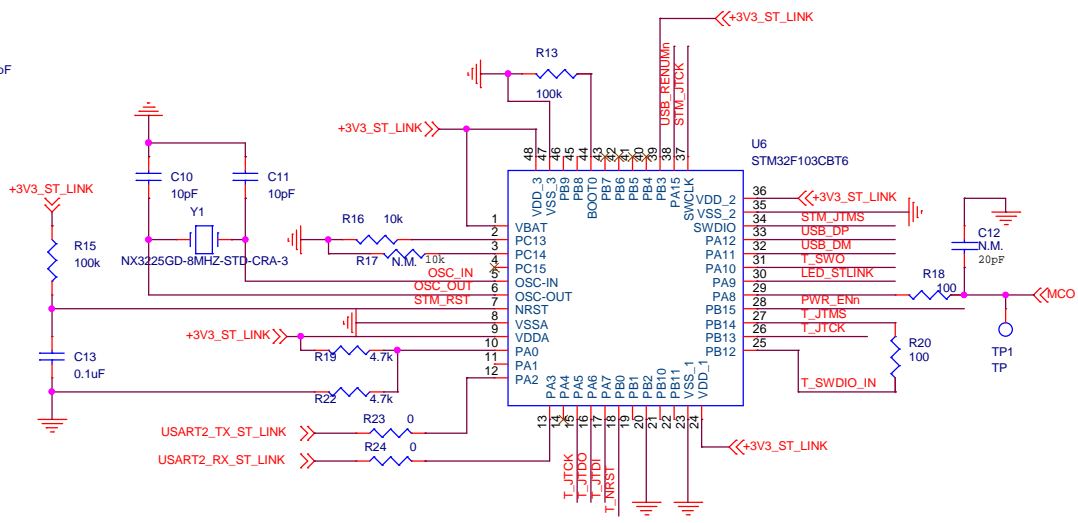 pF
+3V3_ST_LINK
R13
100k
USB_RENUMn
STM_JTCK
+3V3_ST_LINK
U6
STM32F103CBT6
48
47
46
45
44
43
42
41
40
39
38
37
VDD_3
VSS_3
PB9
PB8
BOOT0
PB7
PB6
PB5
PB4
PB3
PA15
SWCLK
C10
10pF
C11
10pF
+3V3_ST_LINK
Y1
NX3225GD-8MHZ-STD-CRA-3
R15
100k
R16
10k
R17
N.M.
10k
OSC_IN
OSC_OUT
STM_RST
+3V3_ST_LINK
C13
0.1uF
R19
4.7k
R22
4.7k
R23
0
USART2_TX_ST_LINK
R24
0
USART2_RX_ST_LINK
1
VBAT
2
PC13
3
PC14
4
PC15
5
OSC-IN
6
OSC-OUT
7
NRST
8
VSSA
9
VDDA
10
PA0
11
PA1
12
PA2
VDD_2
36
+3V3_ST_LINK
VSS_2
35
SWDIO
34
STM_JTMS
PA12
33
USB_DP
PA11
32
USB_DM
PA10
31
T_SWO
PA9
30
LED_STLINK
PA8
29
PB15
28
PWR_ENn
PB14
27
T_JTMS
PB13
26
T_JTCK
PB12
25
T_SWDIO_IN
C12
N.M.
20pF
R18
100
MCO
TP1
TP
R20
100
PA3
PA4
PA5
PA6
PA7
PB0
PB1
PB2
PB10
PB11
VSS_1
VDD_1
13
14
15
16
17
18
19
20
21
22
23
24
T_JTCK
T_JTDO
T_JTDI
T_NRST
+3V3_ST_LINK